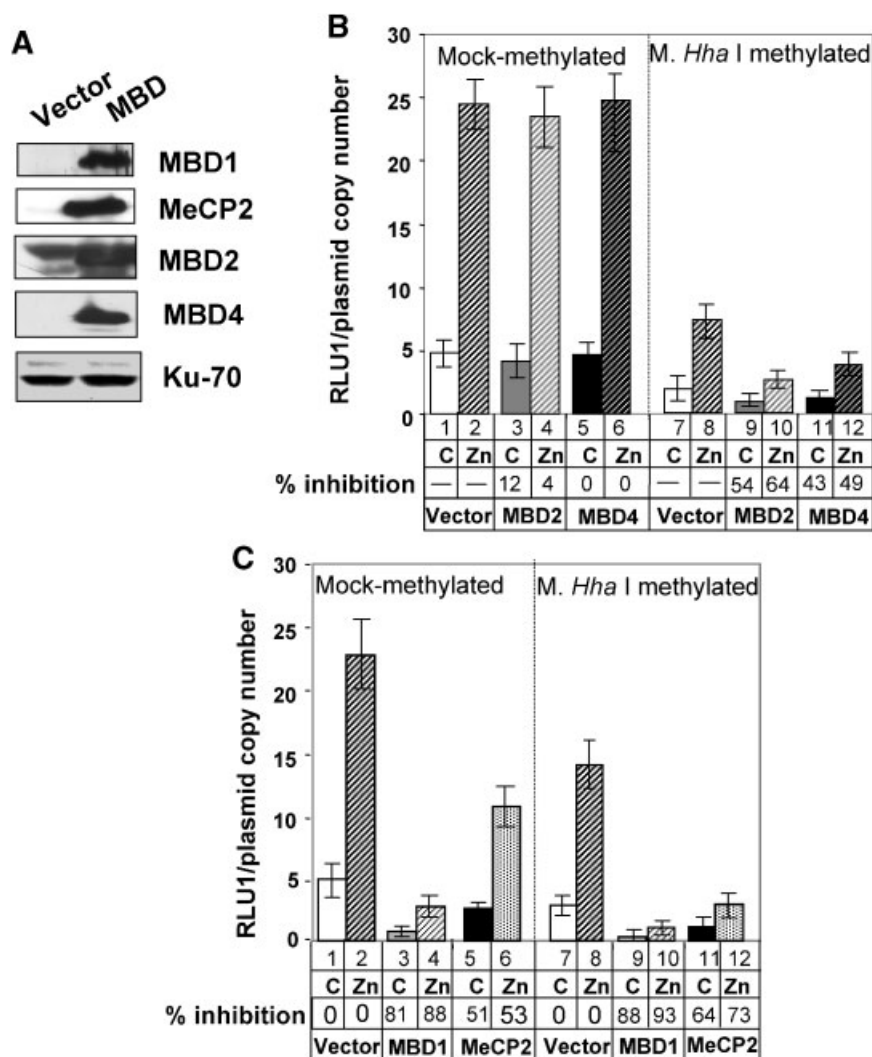 A
Vector MBD
MBD1
MeCP2
MBD2
MBD4
Ku-70
B
Mock-methylated M. Hha I methylated
RLU1/plasmid copy number
30
25
20
15
10
5
0
1 2 3 4 5 6 7 8 9 10 11 12
C Zn C Zn C Zn C Zn C Zn C Zn
% inhibition — — 12 4 0 0 — — 54 64 43 49
Vector MBD2 MBD4 Vector MBD2 MBD4
C
Mock-methylated M. Hha I methylated
RLU1/plasmid copy number
30
25
20
15
10
5
0
1 2 3 4 5 6 7 8 9 10 11 12
C Zn C Zn C Zn C Zn C Zn C Zn
% inhibition 0 0 81 88 51 53 0 0 88 93 64 73
Vector MBD1 MeCP2 Vector MBD1 MeCP2